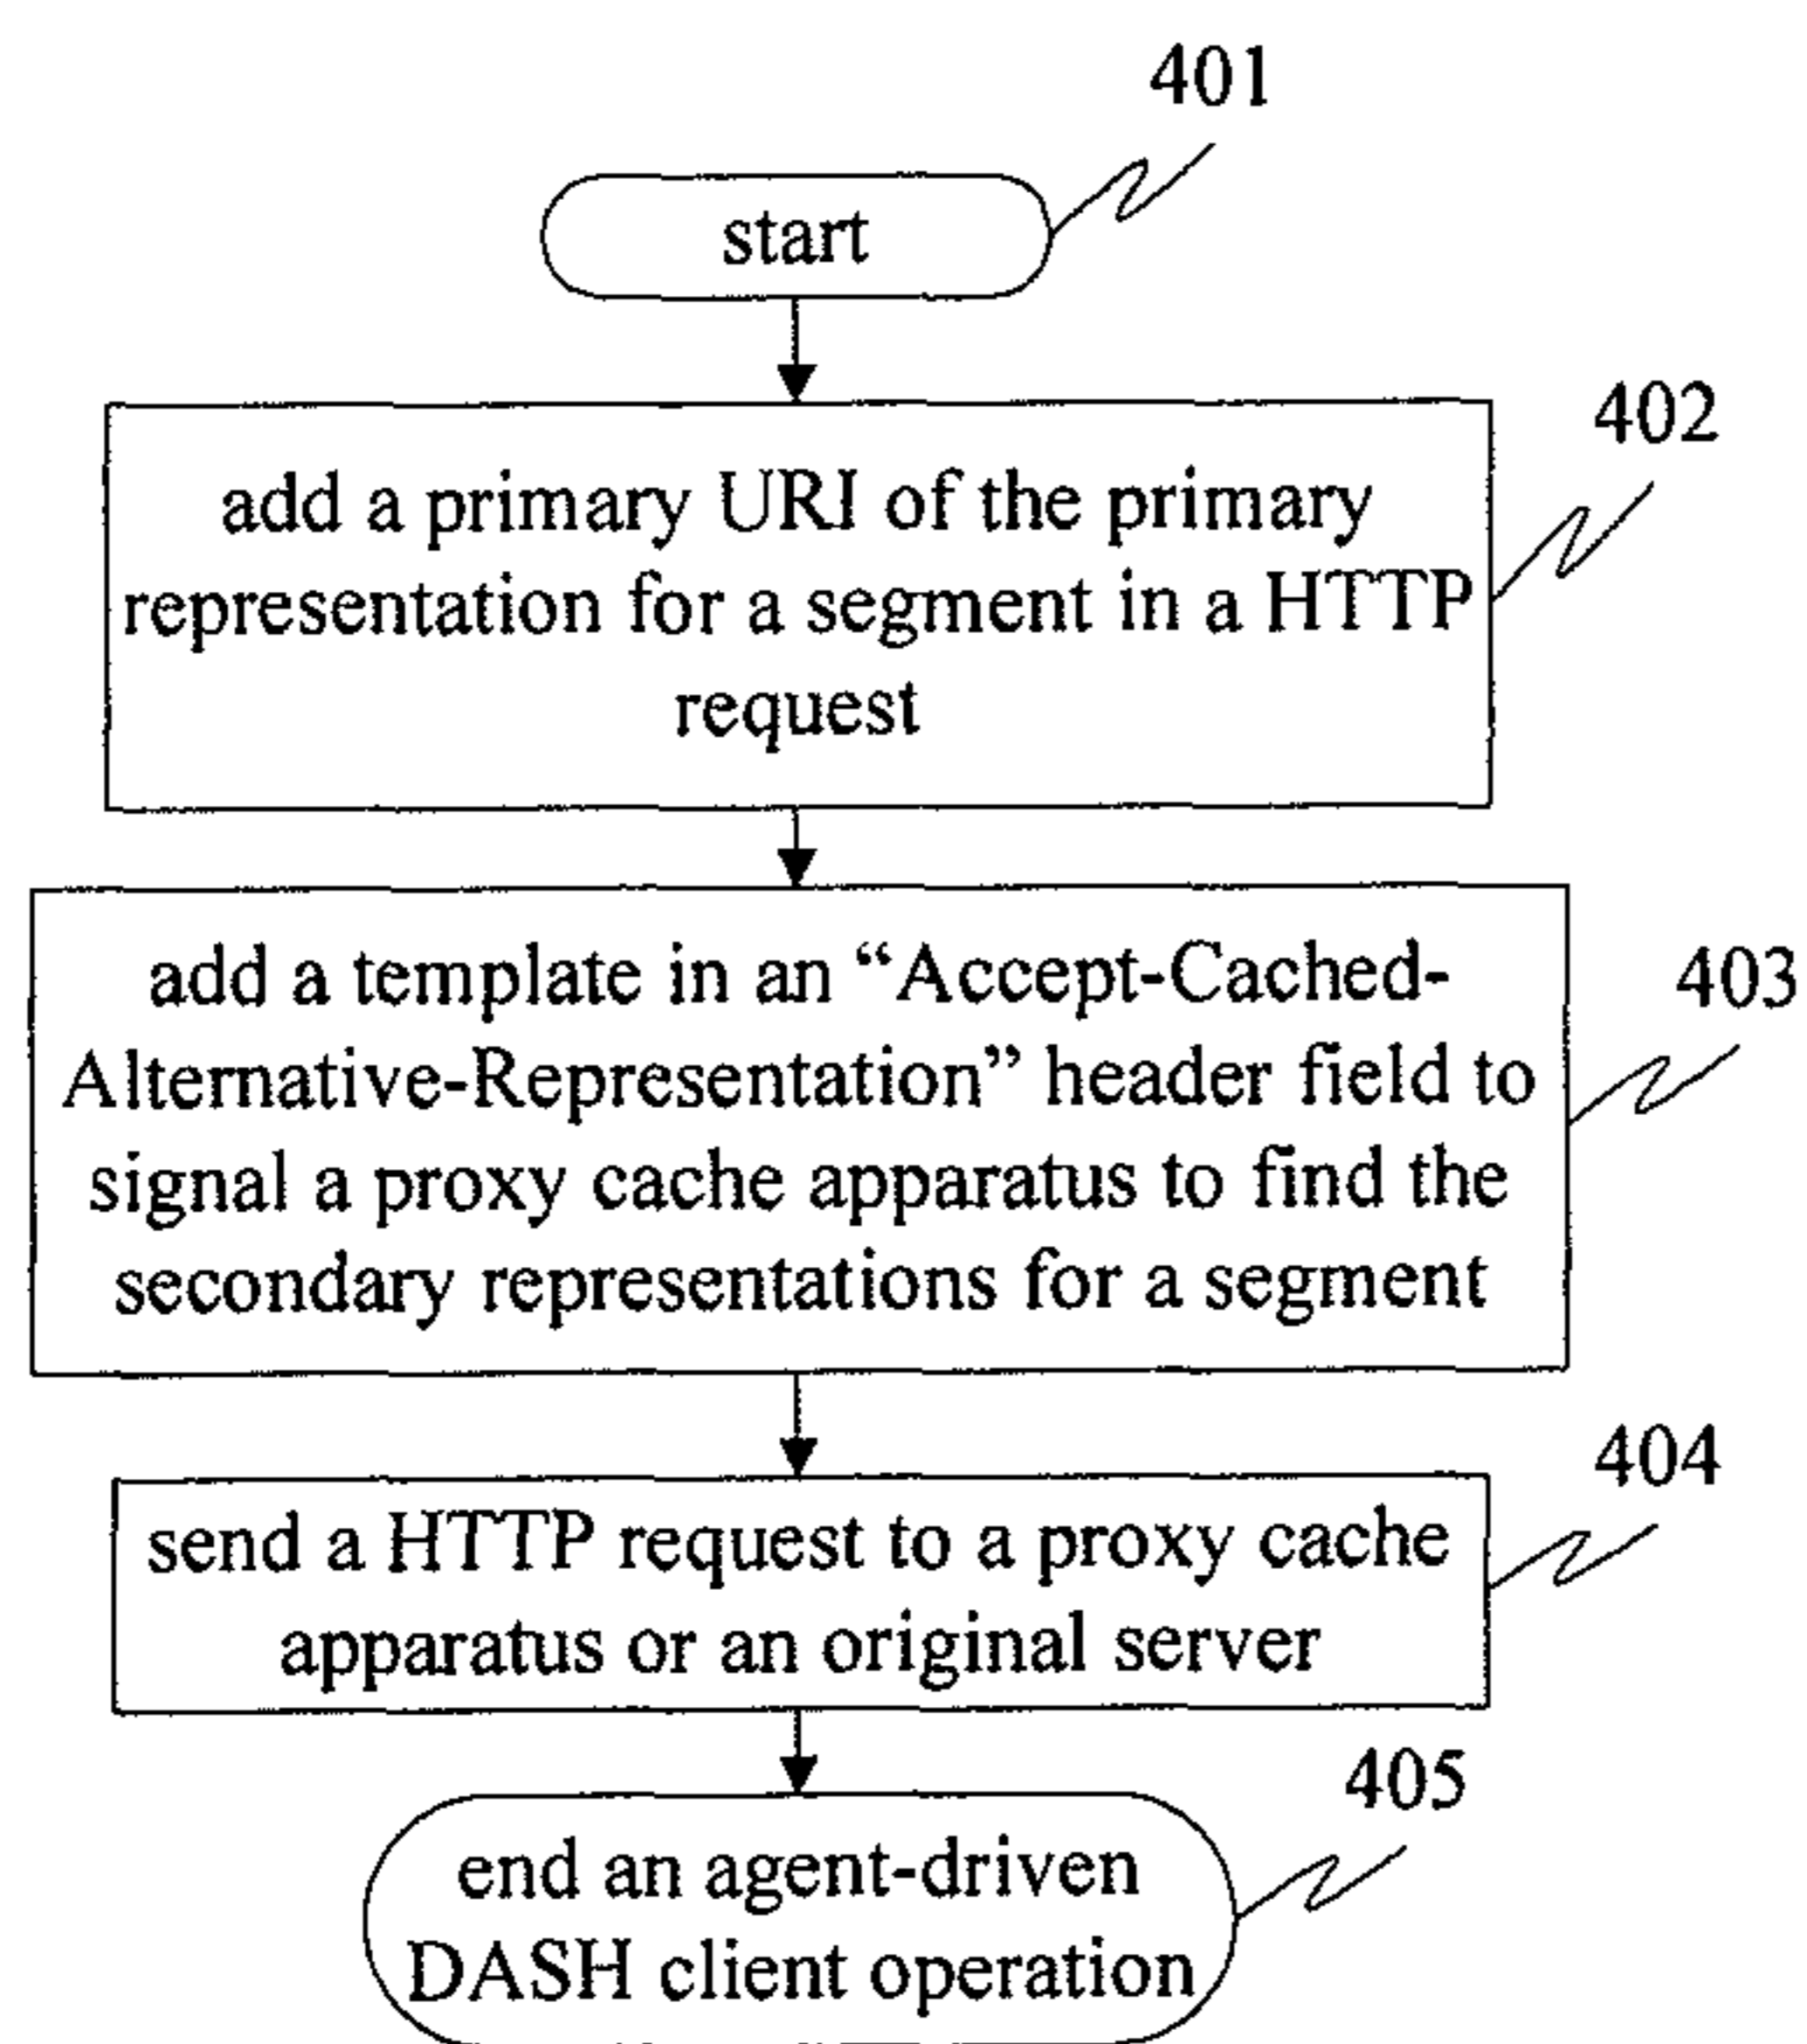 401
start
402
add a primary URI of the primary
representation for a segment in a HTTP
request
403
add a template in an “Accept-Cached-
Alternative-Representation” header field to
signal a proxy cache apparatus to find the
secondary representations for a segment
404
send a HTTP request to a proxy cache
apparatus or an original server
405
end an agent-driven
DASH client operation